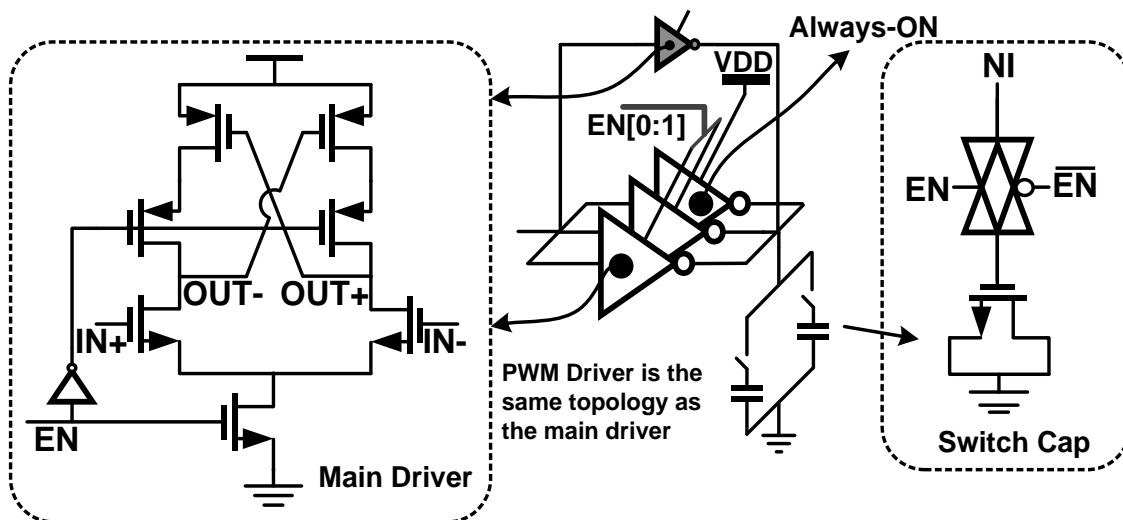 Always-ON
VDD
NI
EN[0:1]
EN
EN
OUT- OUT+
IN+
IN-
PWM Driver is the
same topology as
the main driver
EN
Main Driver
Switch Cap